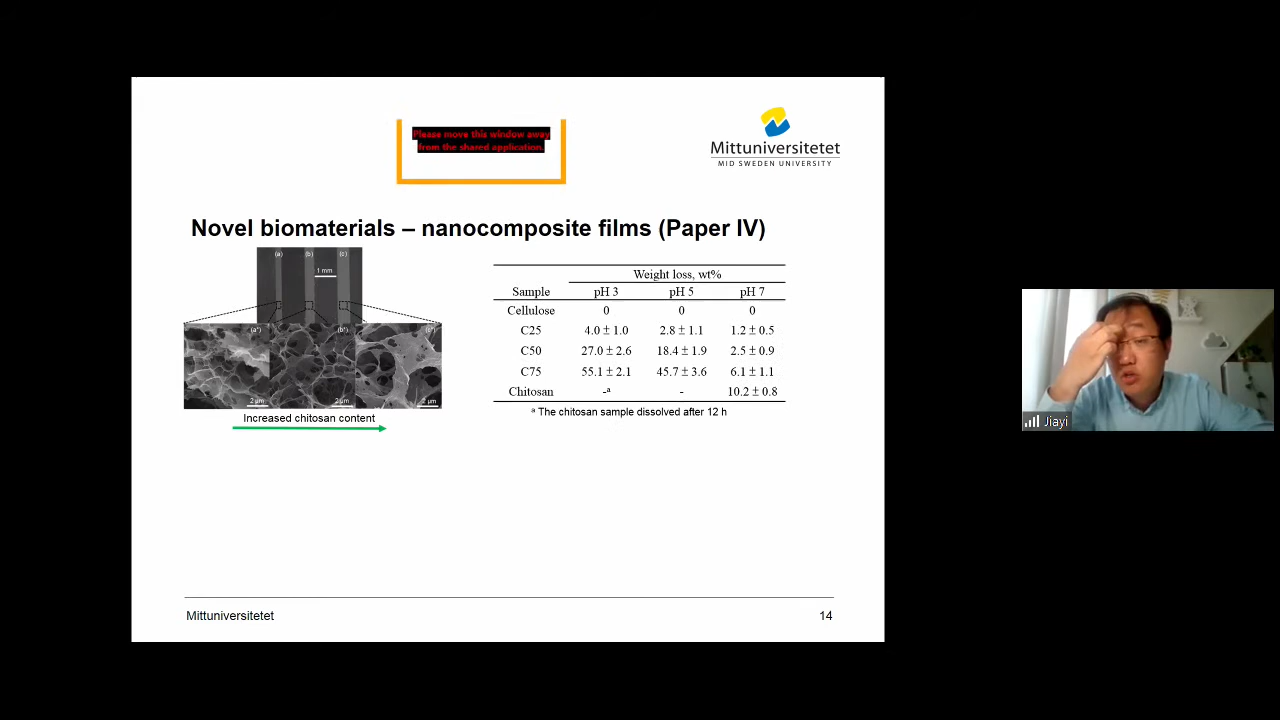 Please move this window away
from the shared application.
Mittuniversitetet
MID SWEDEN UNIVERSITY
Novel biomaterials – nanocomposite films (Paper IV)
(a) (b) (c)
1 mm
(a') (b') (c')
2 μm 2 μm 2 μm
Increased chitosan content
Weight loss, wt%
Sample pH 3 pH 5 pH 7
Cellulose 0 0 0
C25 4.0 ± 1.0 2.8 ± 1.1 1.2 ± 0.5
C50 27.0 ± 2.6 18.4 ± 1.9 2.5 ± 0.9
C75 55.1 ± 2.1 45.7 ± 3.6 6.1 ± 1.1
Chitosan -ᵃ - 10.2 ± 0.8
ᵃ The chitosan sample dissolved after 12 h
Jiayi
Mittuniversitetet
14